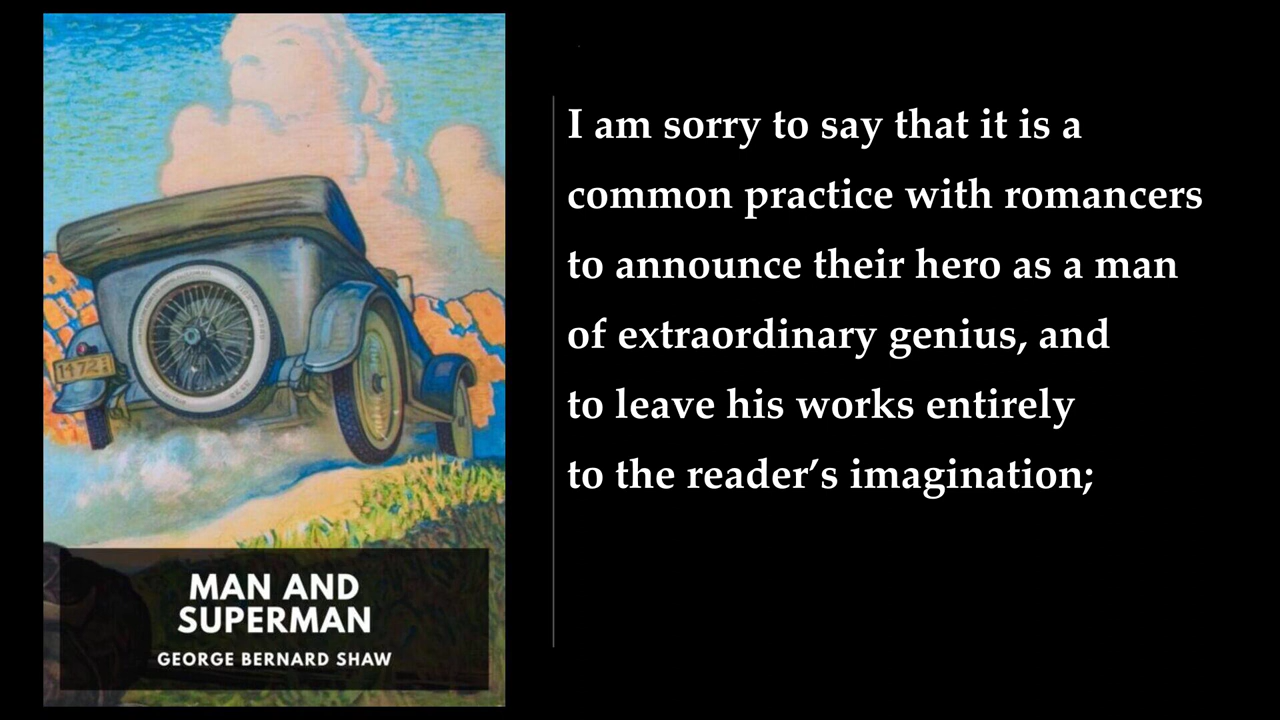 I am sorry to say that it is a
common practice with romancers
to announce their hero as a man
of extraordinary genius, and
to leave his works entirely
to the reader’s imagination;
1472
MAN AND
SUPERMAN
GEORGE BERNARD SHAW